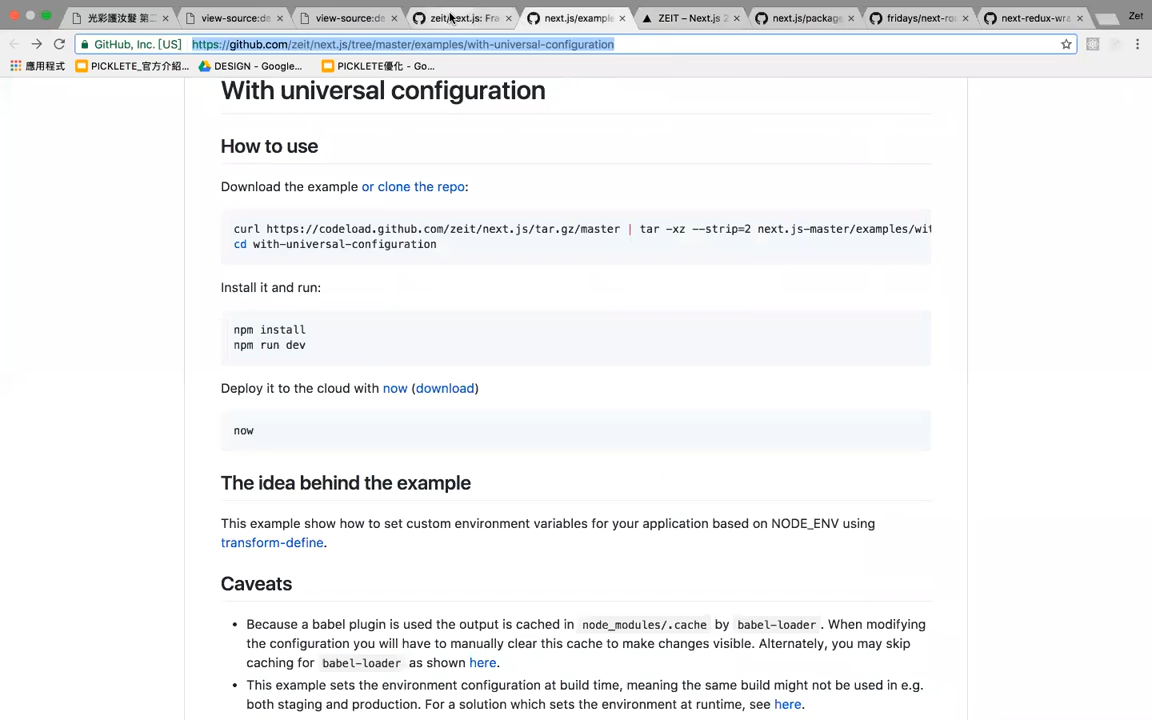 光彩護汝髮 第二
view-source:de
view-source:de
zeit/next.js: Fra
next.js/example
ZEIT – Next.js 2
next.js/packag
fridays/next-ro
next-redux-wra
Zet
GitHub, Inc. [US] https://github.com/zeit/next.js/tree/master/examples/with-universal-configuration
應用程式
PICKLETE_官方介紹...
DESIGN - Google...
PICKLETE優化 - Go...
With universal configuration
How to use
Download the example or clone the repo:
curl https://codeload.github.com/zeit/next.js/tar.gz/master | tar -xz --strip=2 next.js-master/examples/wit
cd with-universal-configuration
Install it and run:
npm install
npm run dev
Deploy it to the cloud with now (download)
now
The idea behind the example
This example show how to set custom environment variables for your application based on NODE_ENV using
transform-define.
Caveats
• Because a babel plugin is used the output is cached in node_modules/.cache by babel-loader. When modifying
the configuration you will have to manually clear this cache to make changes visible. Alternately, you may skip
caching for babel-loader as shown here.
• This example sets the environment configuration at build time, meaning the same build might not be used in e.g.
both staging and production. For a solution which sets the environment at runtime, see here.